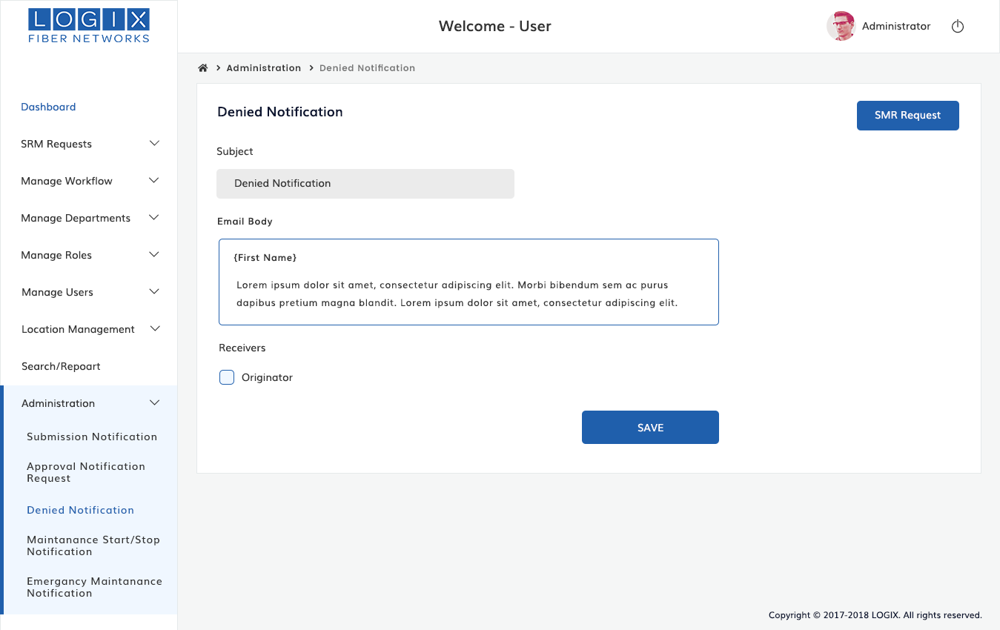 LOGIX
FIBER NETWORKS
Welcome - User
Administrator
Administration
Denied Notification
Dashboard
SRM Requests
Manage Workflow
Manage Departments
Manage Roles
Manage Users
Location Management
Search/Repoart
Administration
Submission Notification
Approval Notification
Request
Denied Notification
Maintanance Start/Stop
Notification
Emergancy Maintanance
Notification
Denied Notification
SMR Request
Subject
Denied Notification
Email Body
{First Name}
Lorem ipsum dolor sit amet, consectetur adipiscing elit. Morbi bibendum sem ac purus
dapibus pretium magna blandit. Lorem ipsum dolor sit amet, consectetur adipiscing elit.
Receivers
Originator
SAVE
Copyright © 2017-2018 LOGIX. All rights reserved.